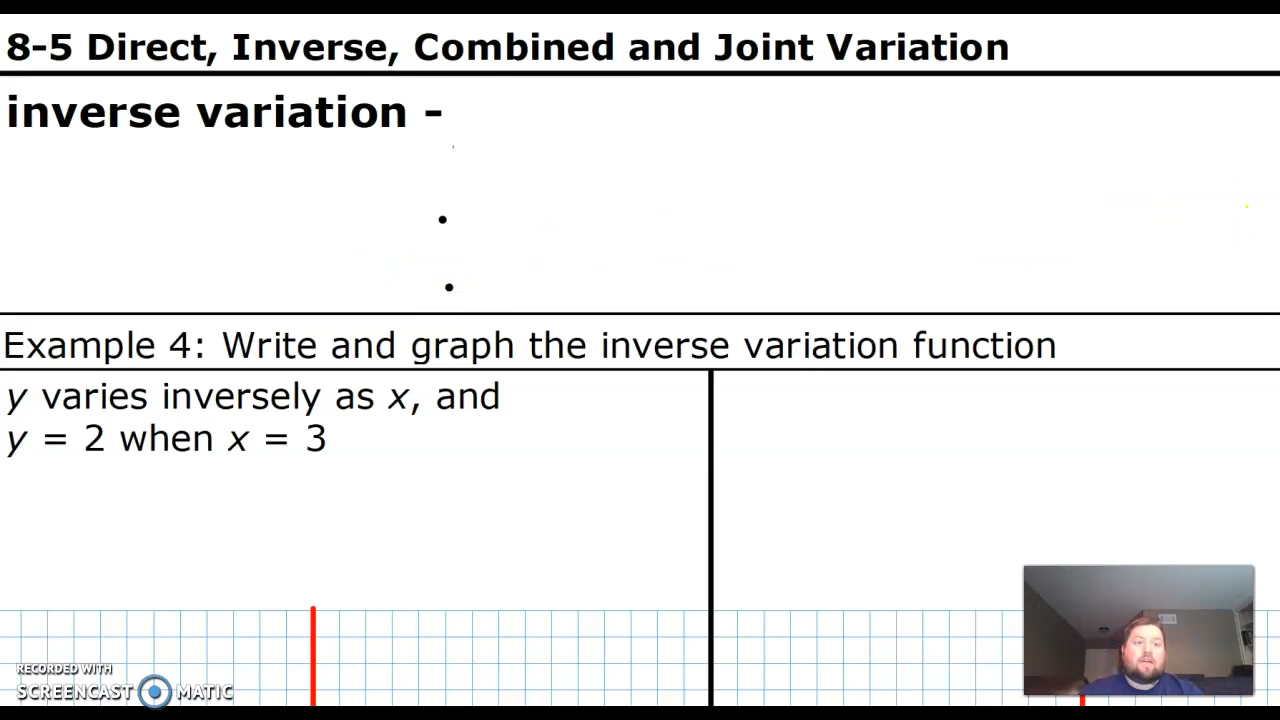 8-5 Direct, Inverse, Combined and Joint Variation
inverse variation -
Example 4: Write and graph the inverse variation function
y varies inversely as x, and
y = 2 when x = 3
RECORDED WITH
SCREENCAST MATIC